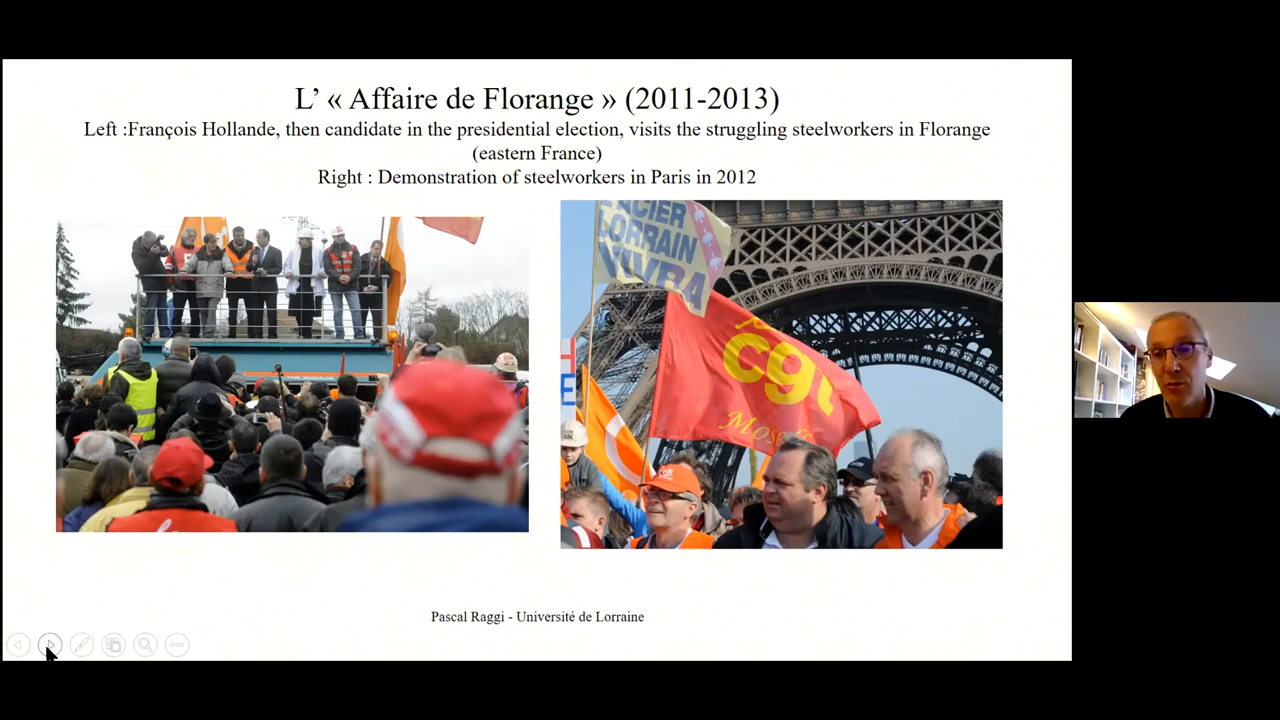 L' « Affaire de Florange » (2011-2013)
Left :François Hollande, then candidate in the presidential election, visits the struggling steelworkers in Florange
(eastern France)
Right : Demonstration of steelworkers in Paris in 2012
ACIER
LORRAIN
VIVRA
cgt
Pascal Raggi - Université de Lorraine